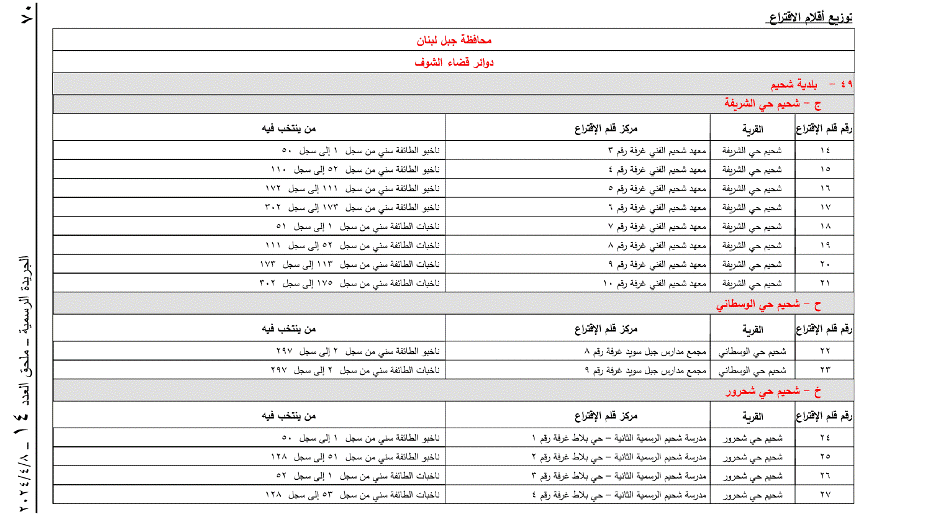 ٧٠
الجريدة الرسمية – ملحق العدد ١٤ – ٢٠٢٤/٤/٨
توزيع أقلام الاقتراع
محافظة جبل لبنان
دوائر قضاء الشوف
٤٩ - بلدية شحيم
ج - شحيم حي الشريفة
رقم قلم الإقتراع القرية مركز قلم الإقتراع من ينتخب فيه
١٤ شحيم حي الشريفة معهد شحيم الفني غرفة رقم ٣ ناخبو الطائفة سني من سجل ١ إلى سجل ٥٠
١٥ شحيم حي الشريفة معهد شحيم الفني غرفة رقم ٤ ناخبو الطائفة سني من سجل ٥٢ إلى سجل ١١٠
١٦ شحيم حي الشريفة معهد شحيم الفني غرفة رقم ٥ ناخبو الطائفة سني من سجل ١١١ إلى سجل ١٧٢
١٧ شحيم حي الشريفة معهد شحيم الفني غرفة رقم ٦ ناخبو الطائفة سني من سجل ١٧٣ إلى سجل ٣٠٢
١٨ شحيم حي الشريفة معهد شحيم الفني غرفة رقم ٧ ناخبات الطائفة سني من سجل ١ إلى سجل ٥١
١٩ شحيم حي الشريفة معهد شحيم الفني غرفة رقم ٨ ناخبات الطائفة سني من سجل ٥٢ إلى سجل ١١١
٢٠ شحيم حي الشريفة معهد شحيم الفني غرفة رقم ٩ ناخبات الطائفة سني من سجل ١١٣ إلى سجل ١٧٣
٢١ شحيم حي الشريفة معهد شحيم الفني غرفة رقم ١٠ ناخبات الطائفة سني من سجل ١٧٥ إلى سجل ٣٠٢
ح - شحيم حي الوسطاني
رقم قلم الإقتراع القرية مركز قلم الإقتراع من ينتخب فيه
٢٢ شحيم حي الوسطاني مجمع مدارس جبل سويد غرفة رقم ٨ ناخبو الطائفة سني من سجل ٢ إلى سجل ٢٩٧
٢٣ شحيم حي الوسطاني مجمع مدارس جبل سويد غرفة رقم ٩ ناخبات الطائفة سني من سجل ٢ إلى سجل ٢٩٧
خ - شحيم حي شحرور
رقم قلم الإقتراع القرية مركز قلم الإقتراع من ينتخب فيه
٢٤ شحيم حي شحرور مدرسة شحيم الرسمية الثانية – حي بلاط غرفة رقم ١ ناخبو الطائفة سني من سجل ١ إلى سجل ٥٠
٢٥ شحيم حي شحرور مدرسة شحيم الرسمية الثانية – حي بلاط غرفة رقم ٢ ناخبو الطائفة سني من سجل ٥١ إلى سجل ١٢٨
٢٦ شحيم حي شحرور مدرسة شحيم الرسمية الثانية – حي بلاط غرفة رقم ٣ ناخبات الطائفة سني من سجل ١ إلى سجل ٥٢
٢٧ شحيم حي شحرور مدرسة شحيم الرسمية الثانية – حي بلاط غرفة رقم ٤ ناخبات الطائفة سني من سجل ٥٣ إلى سجل ١٢٨